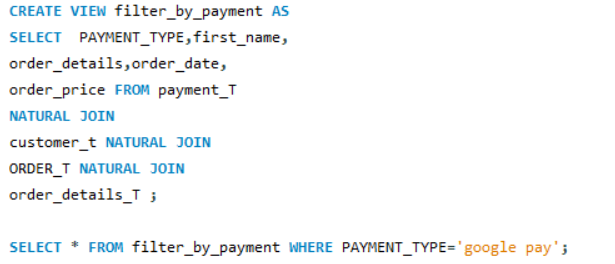 CREATE VIEW filter_by_payment AS
SELECT  PAYMENT_TYPE,first_name,
order_details,order_date,
order_price FROM payment_T
NATURAL JOIN
customer_t NATURAL JOIN
ORDER_T NATURAL JOIN
order_details_T ;
SELECT * FROM filter_by_payment WHERE PAYMENT_TYPE='google pay';